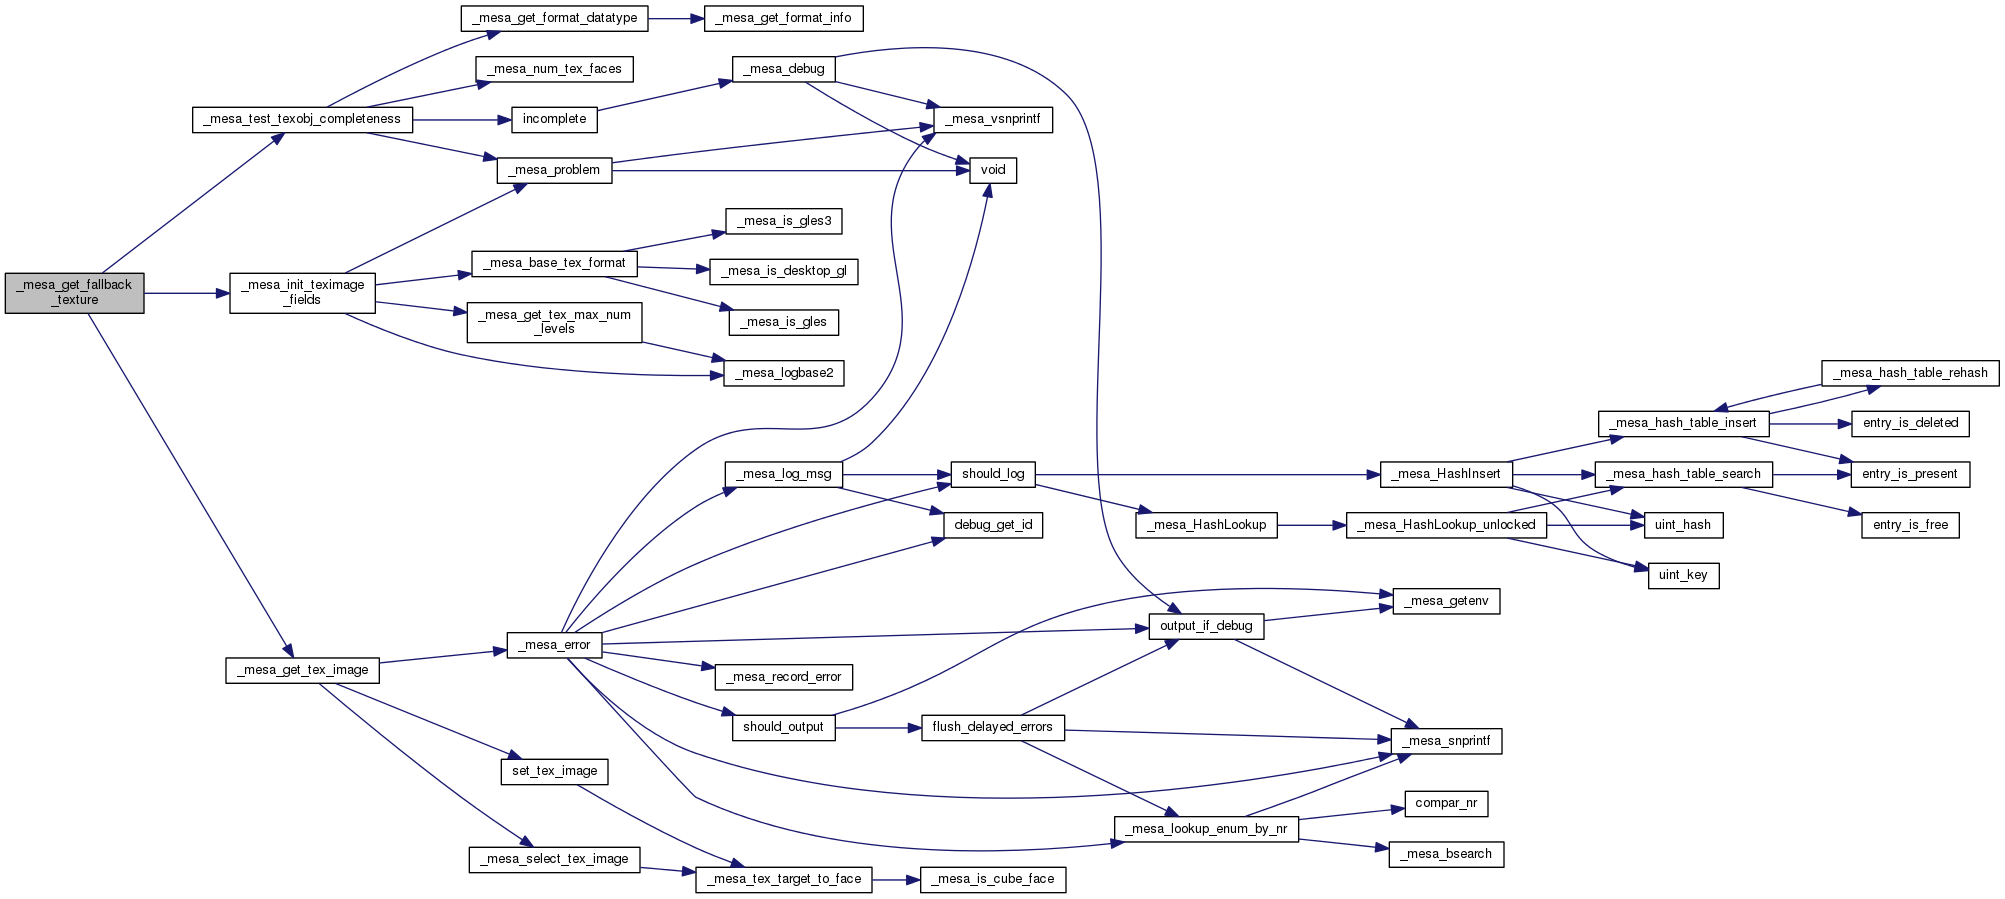 _mesa_get_format_datatype
_mesa_get_format_info
_mesa_num_tex_faces
_mesa_debug
_mesa_test_texobj_completeness
incomplete
_mesa_vsnprintf
_mesa_problem
void
_mesa_is_gles3
_mesa_get_fallback
_texture
_mesa_init_teximage
_fields
_mesa_base_tex_format
_mesa_is_desktop_gl
_mesa_get_tex_max_num
_levels
_mesa_is_gles
_mesa_logbase2
_mesa_hash_table_rehash
_mesa_hash_table_insert
entry_is_deleted
_mesa_log_msg
should_log
_mesa_HashInsert
_mesa_hash_table_search
entry_is_present
debug_get_id
_mesa_HashLookup
_mesa_HashLookup_unlocked
uint_hash
entry_is_free
uint_key
_mesa_getenv
output_if_debug
_mesa_error
_mesa_get_tex_image
_mesa_record_error
should_output
flush_delayed_errors
_mesa_snprintf
set_tex_image
compar_nr
_mesa_lookup_enum_by_nr
_mesa_bsearch
_mesa_select_tex_image
_mesa_tex_target_to_face
_mesa_is_cube_face